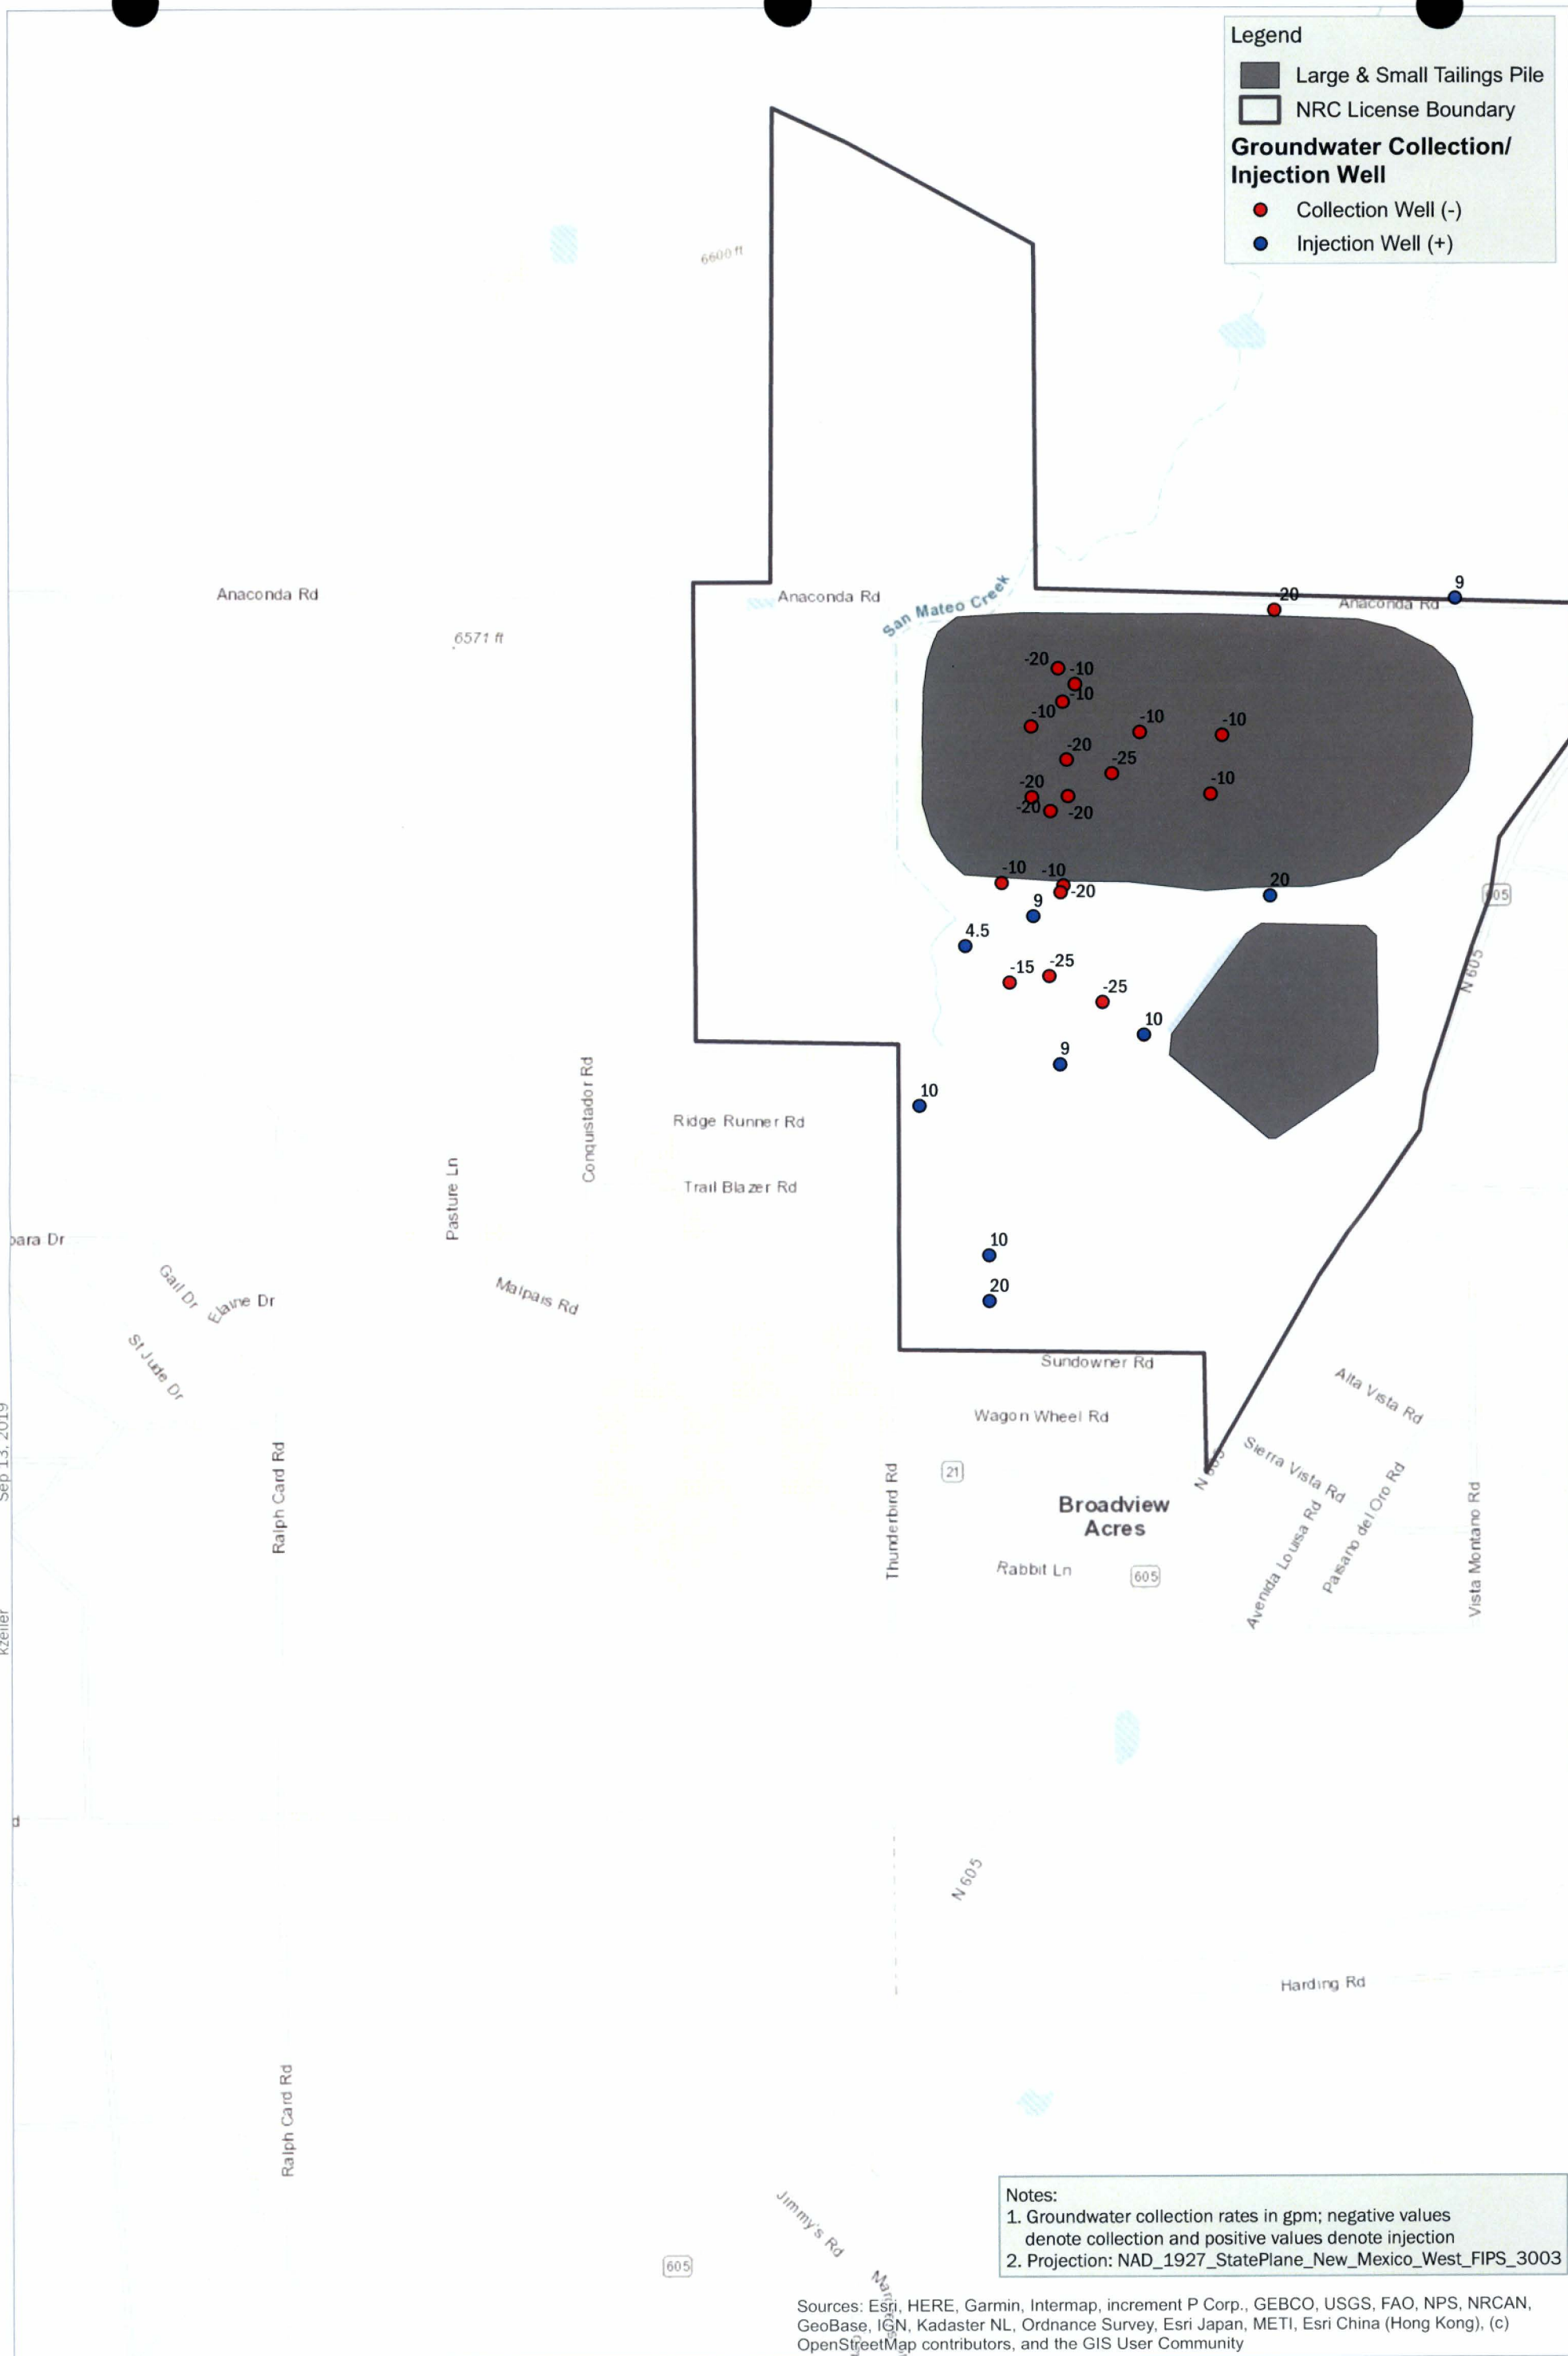 Legend
Large & Small Tailings Pile
NRC License Boundary
Groundwater Collection/
Injection Well
Collection Well (-)
Injection Well (+)
6600 ft
Anaconda Rd
Anaconda Rd
San Mateo Creek
-20
Anaconda Rd
9
6571 ft
-20
-10
-10
-10
-10
-10
-20
-25
-20
-10
-20
-20
-10
-10
-20
20
605
9
4.5
-15
-25
-25
N 605
10
9
10
Conquistador Rd
Ridge Runner Rd
Pasture Ln
Trail Blazer Rd
para Dr
10
Gail Dr
Elaine Dr
Malpais Rd
20
St Jude Dr
Sundowner Rd
Alta Vista Rd
Sep 13, 2019
Wagon Wheel Rd
Ralph Card Rd
Thunderbird Rd
21
N 605
Sierra Vista Rd
Broadview
Acres
Avenida Louisa Rd
Paisano del Oro Rd
Vista Montano Rd
Rabbit Ln
605
kzeller
d
N 605
Harding Rd
Ralph Card Rd
Jimmy's Rd
605
Notes:
1. Groundwater collection rates in gpm; negative values
denote collection and positive values denote injection
2. Projection: NAD_1927_StatePlane_New_Mexico_West_FIPS_3003
Sources: Esri, HERE, Garmin, Intermap, increment P Corp., GEBCO, USGS, FAO, NPS, NRCAN,
GeoBase, IGN, Kadaster NL, Ordnance Survey, Esri Japan, METI, Esri China (Hong Kong), (c)
OpenStreetMap contributors, and the GIS User Community